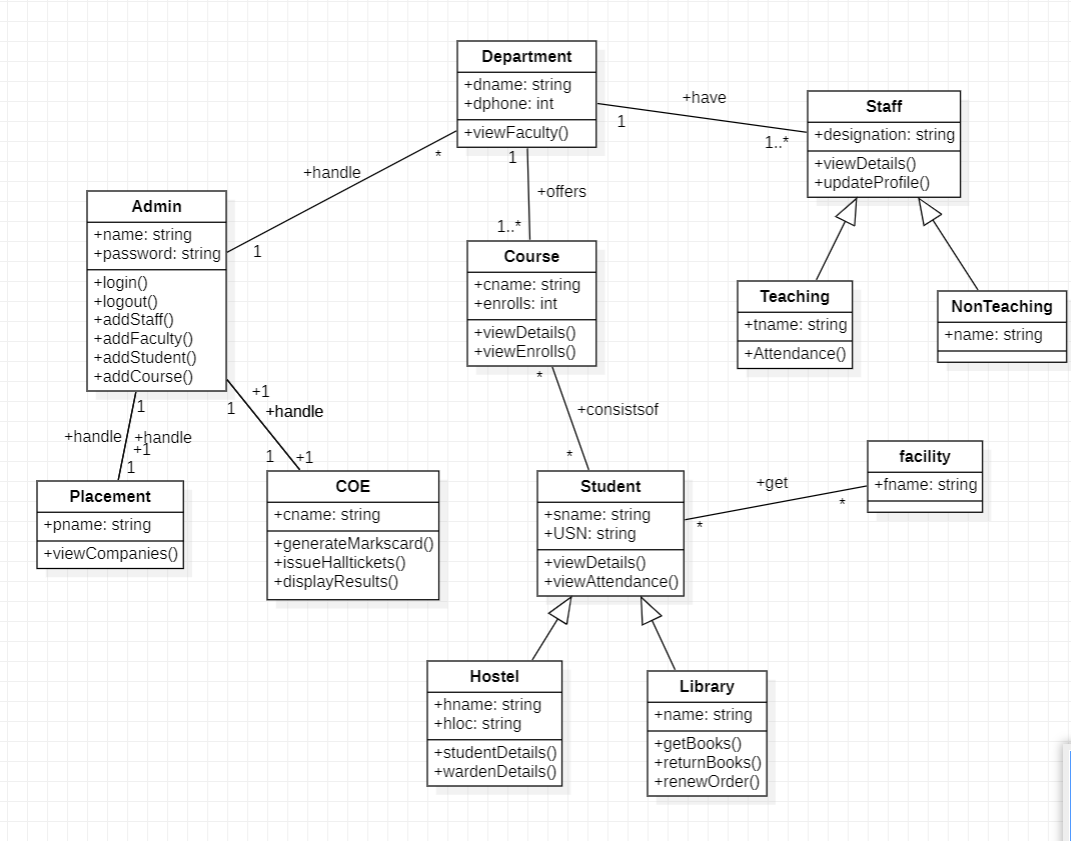 Department
+dname: string
+dphone: int
+viewFaculty()
+have
1
1..*
Staff
+designation: string
+viewDetails()
+updateProfile()
*
1
+handle
+offers
1..*
Admin
+name: string
+password: string
+login()
+logout()
+addStaff()
+addFaculty()
+addStudent()
+addCourse()
1
Course
+cname: string
+enrolls: int
+viewDetails()
+viewEnrolls()
Teaching
+tname: string
+Attendance()
NonTeaching
+name: string
*
+consistsof
*
1
+handle
+handle
+1
1
+1
1
+handle
1
+1
Placement
+pname: string
+viewCompanies()
COE
+cname: string
+generateMarkscard()
+issueHalltickets()
+displayResults()
Student
+sname: string
+USN: string
+viewDetails()
+viewAttendance()
+get
*
*
facility
+fname: string
Hostel
+hname: string
+hloc: string
+studentDetails()
+wardenDetails()
Library
+name: string
+getBooks()
+returnBooks()
+renewOrder()